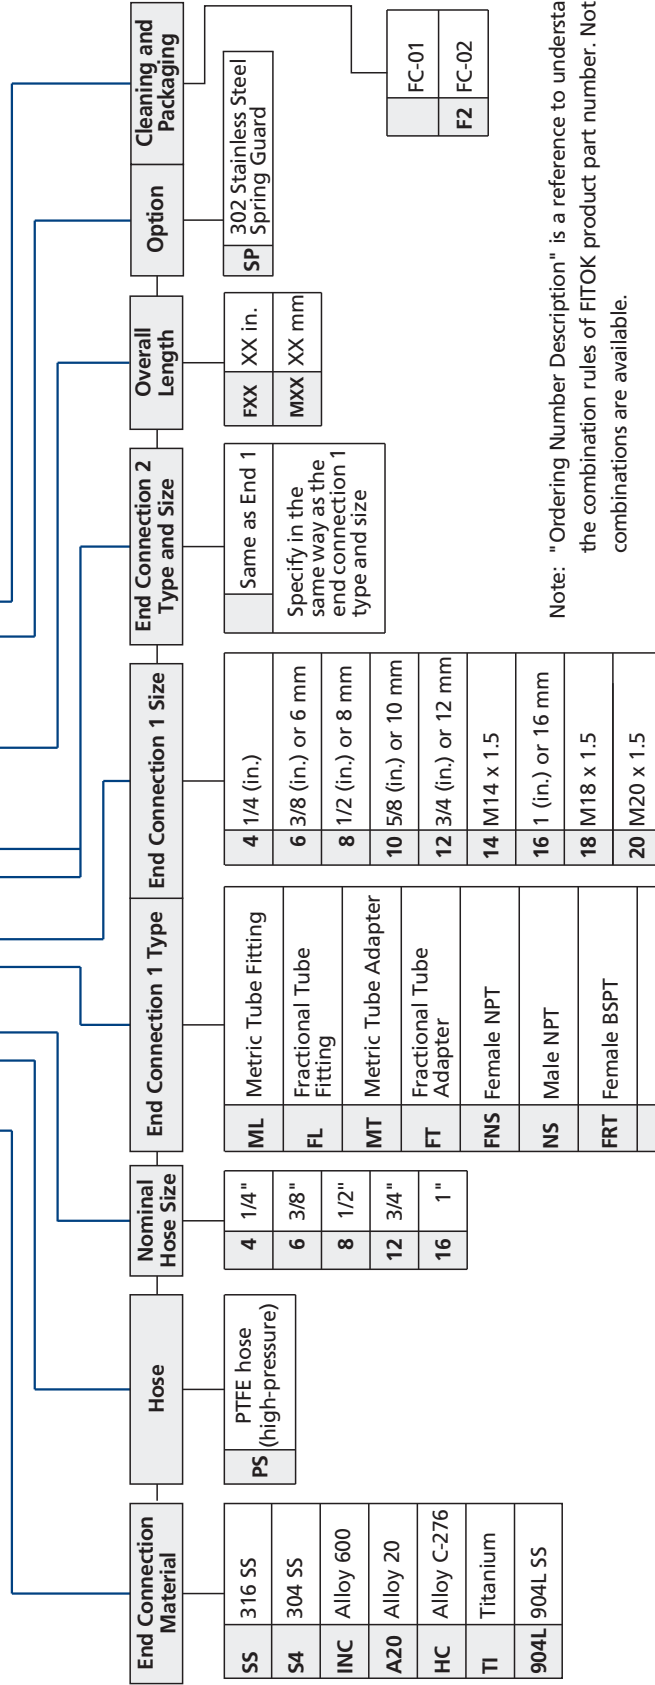 End Connection
Material
SS 316 SS
S4 304 SS
INC Alloy 600
A20 Alloy 20
HC Alloy C-276
TI Titanium
904L 904L SS
Hose
PS PTFE hose
(high-pressure)
Nominal
Hose Size
4 1/4"
6 3/8"
8 1/2"
12 3/4"
16 1"
End Connection 1 Type
ML Metric Tube Fitting
FL Fractional Tube
Fitting
MT Metric Tube Adapter
FT Fractional Tube
Adapter
FNS Female NPT
NS Male NPT
FRT Female BSPT
End Connection 1 Size
4 1/4 (in.)
6 3/8 (in.) or 6 mm
8 1/2 (in.) or 8 mm
10 5/8 (in.) or 10 mm
12 3/4 (in.) or 12 mm
14 M14 x 1.5
16 1 (in.) or 16 mm
18 M18 x 1.5
20 M20 x 1.5
End Connection 2
Type and Size
Same as End 1
Specify in the
same way as the
end connection 1
type and size
Overall
Length
FXX XX in.
MXX XX mm
Option
SP 302 Stainless Steel
Spring Guard
Cleaning and
Packaging
FC-01
F2 FC-02
Note: "Ordering Number Description" is a reference to understa
the combination rules of FITOK product part number. Not
combinations are available.